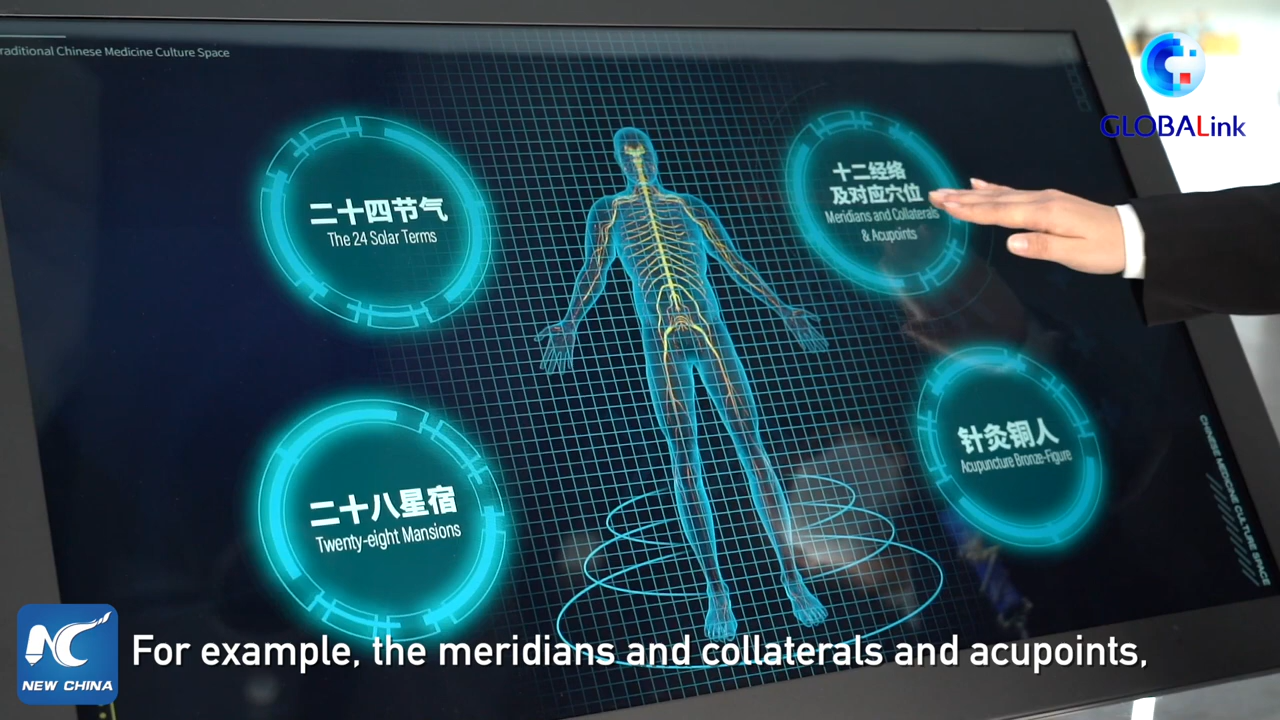 raditional Chinese Medicine Culture Space
GLOBALink
二十四节气
The 24 Solar Terms
十二经络
及对应穴位
Meridians and Collaterals
& Acupoints
二十八星宿
Twenty-eight Mansions
针灸铜人
Acupuncture Bronze-Figure
CHINESE MEDICINE CULTURE SPACE
For example, the meridians and collaterals and acupoints,
NC
NEW CHINA